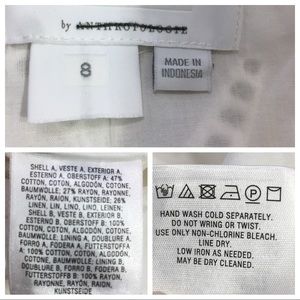 by ANTHROPOLOGIE
8
MADE IN
INDONESIA
SHELL A, VESTE A, EXTERIOR A,
ESTERNO A, OBERSTOFF A: 47%
COTTON, COTON, ALGODÓN, COTONE,
BAUMWOLLE; 27% RAYON, RAYONNE,
RAYÓN, RAION, KUNSTSEIDE; 26%
LINEN, LIN, LINO, LINO, LEINEN;
SHELL B, VESTE B, EXTERIOR B,
ESTERNO B, OBERSTOFF B: 100%
COTTON, COTON, ALGODÓN, COTONE,
BAUMWOLLE; LINING A, DOUBLURE A,
FORRO A, FODERA A, FUTTERSTOFF
A: 100% COTTON, COTON, ALGODÓN,
COTONE, BAUMWOLLE; LINING B,
DOUBLURE B, FORRO B, FODERA B,
FUTTERSTOFF B: 100% RAYON,
RAYONNE, RAYÓN, RAION,
KUNSTSEIDE
HAND WASH COLD SEPARATELY.
DO NOT WRING OR TWIST.
USE ONLY NON-CHLORINE BLEACH.
LINE DRY.
LOW IRON AS NEEDED.
MAY BE DRY CLEANED.